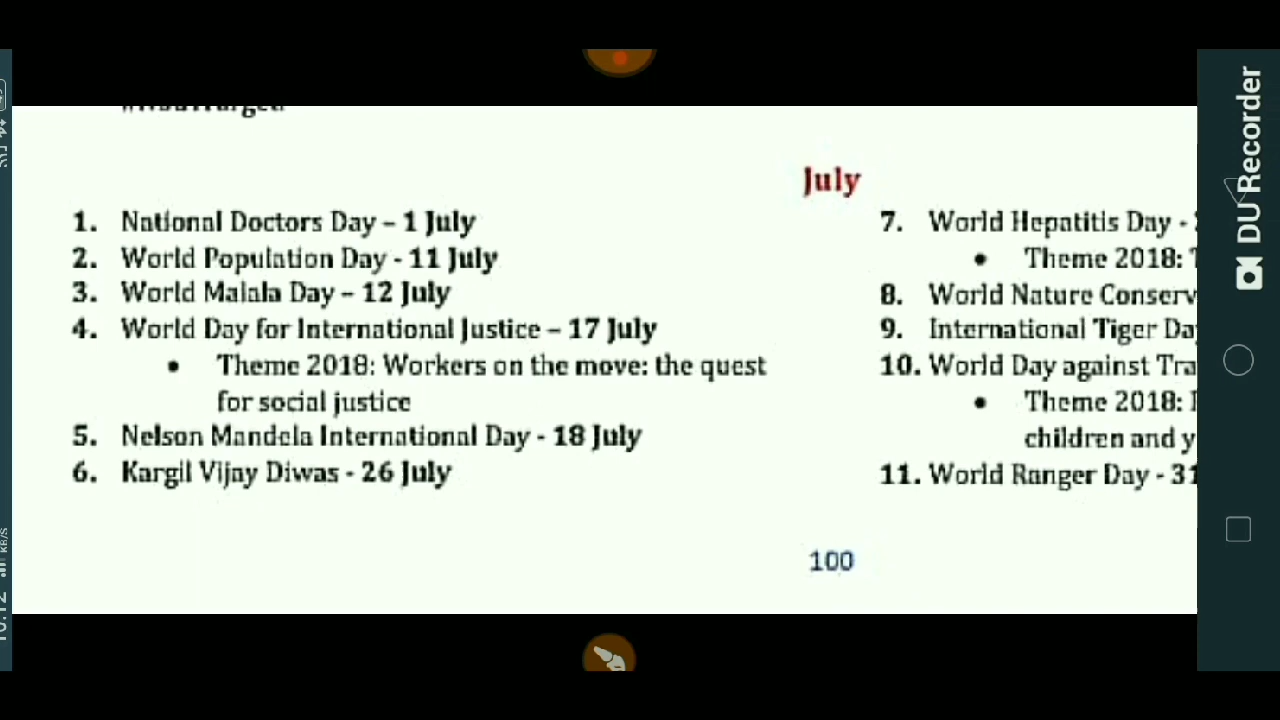 July
1. National Doctors Day – 1 July
2. World Population Day - 11 July
3. World Malala Day – 12 July
4. World Day for International Justice – 17 July
• Theme 2018: Workers on the move: the quest
for social justice
5. Nelson Mandela International Day - 18 July
6. Kargil Vijay Diwas - 26 July
7. World Hepatitis Day -
• Theme 2018:
8. World Nature Conserv
9. International Tiger Da
10. World Day against Tra
• Theme 2018:
children and y
11. World Ranger Day - 31
100
DU Recorder
KB/S